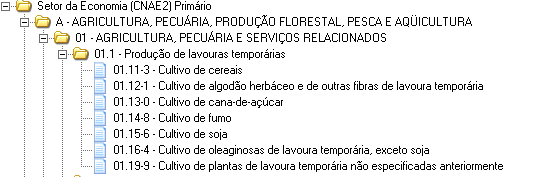 Setor da Economia (CNAE2) Primário
A - AGRICULTURA, PECUÁRIA, PRODUÇÃO FLORESTAL, PESCA E AQÜICULTURA
01 - AGRICULTURA, PECUÁRIA E SERVIÇOS RELACIONADOS
01.1 - Produção de lavouras temporárias
01.11-3 - Cultivo de cereais
01.12-1 - Cultivo de algodão herbáceo e de outras fibras de lavoura temporária
01.13-0 - Cultivo de cana-de-açúcar
01.14-8 - Cultivo de fumo
01.15-6 - Cultivo de soja
01.16-4 - Cultivo de oleaginosas de lavoura temporária, exceto soja
01.19-9 - Cultivo de plantas de lavoura temporária não especificadas anteriormente